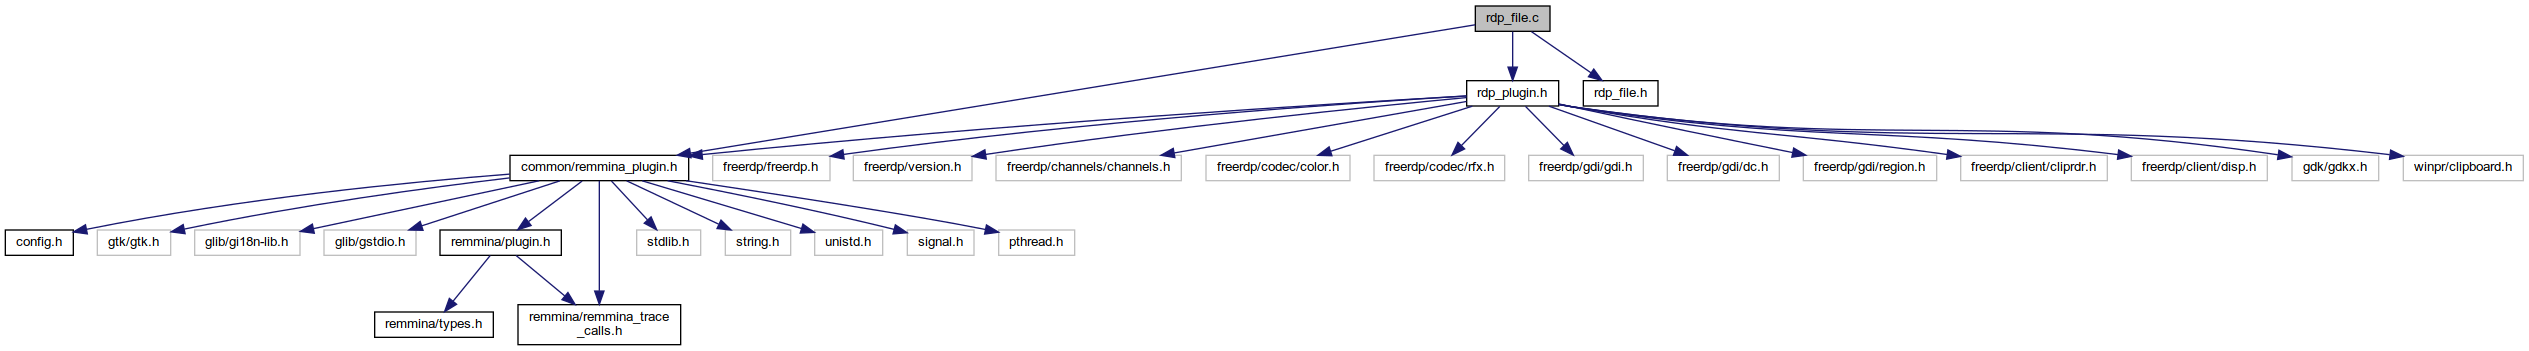 rdp_file.c
rdp_plugin.h
rdp_file.h
common/remmina_plugin.h
freerdp/freerdp.h
freerdp/version.h
freerdp/channels/channels.h
freerdp/codec/color.h
freerdp/codec/rfx.h
freerdp/gdi/gdi.h
freerdp/gdi/dc.h
freerdp/gdi/region.h
freerdp/client/cliprdr.h
freerdp/client/disp.h
gdk/gdkx.h
winpr/clipboard.h
config.h
gtk/gtk.h
glib/gi18n-lib.h
glib/gstdio.h
remmina/plugin.h
stdlib.h
string.h
unistd.h
signal.h
pthread.h
remmina/types.h
remmina/remmina_trace
_calls.h